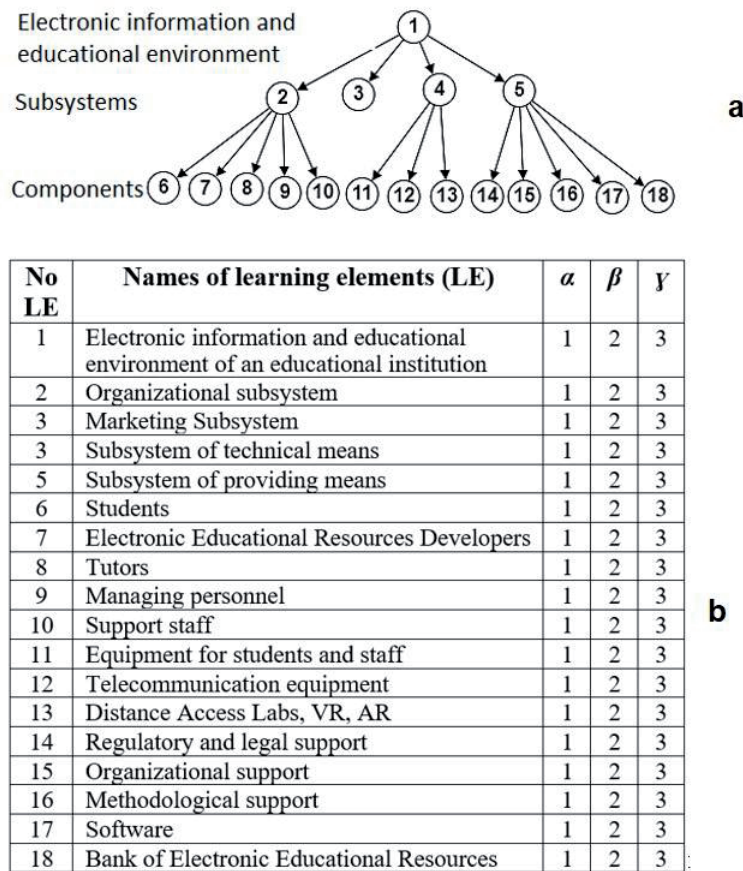 Electronic information and
educational environment
1
Subsystems
2 3 4 5
a
Components 6 7 8 9 10 11 12 13 14 15 16 17 18
No LE Names of learning elements (LE) α β Ɣ
1 Electronic information and educational
environment of an educational institution 1 2 3
2 Organizational subsystem 1 2 3
3 Marketing Subsystem 1 2 3
3 Subsystem of technical means 1 2 3
5 Subsystem of providing means 1 2 3
6 Students 1 2 3
7 Electronic Educational Resources Developers 1 2 3
8 Tutors 1 2 3
9 Managing personnel 1 2 3
b
10 Support staff 1 2 3
11 Equipment for students and staff 1 2 3
12 Telecommunication equipment 1 2 3
13 Distance Access Labs, VR, AR 1 2 3
14 Regulatory and legal support 1 2 3
15 Organizational support 1 2 3
16 Methodological support 1 2 3
17 Software 1 2 3
18 Bank of Electronic Educational Resources 1 2 3